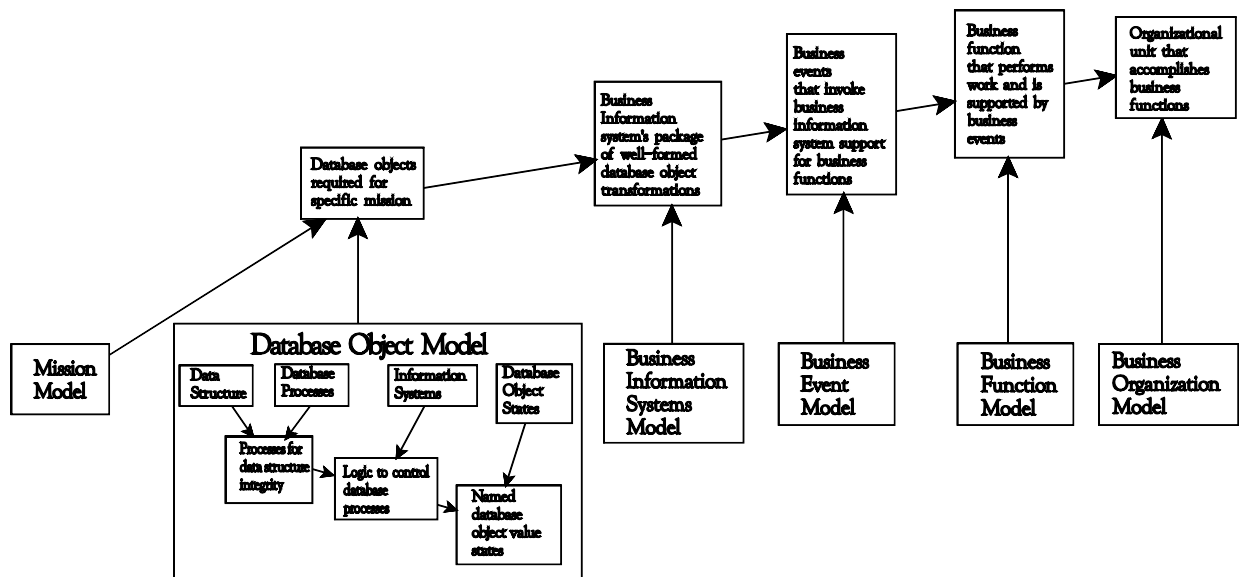 Business
function
that performs
work and is
supported by
business
events
Organizational
unit that
accomplishes
business
functions
Business
events
that invoke
business
information
system support
for business
functions
Business
Information
system's package
of well-formed
database object
transformations
Database objects
required for
specific mission
Mission
Model
Database Object Model
Data
Structure
Database
Processes
Information
Systems
Database
Object
States
Processes for
data structure
integrity
Logic to control
database
processes
Named
database
object value
states
Business
Information
Systems
Model
Business
Event
Model
Business
Function
Model
Business
Organization
Model